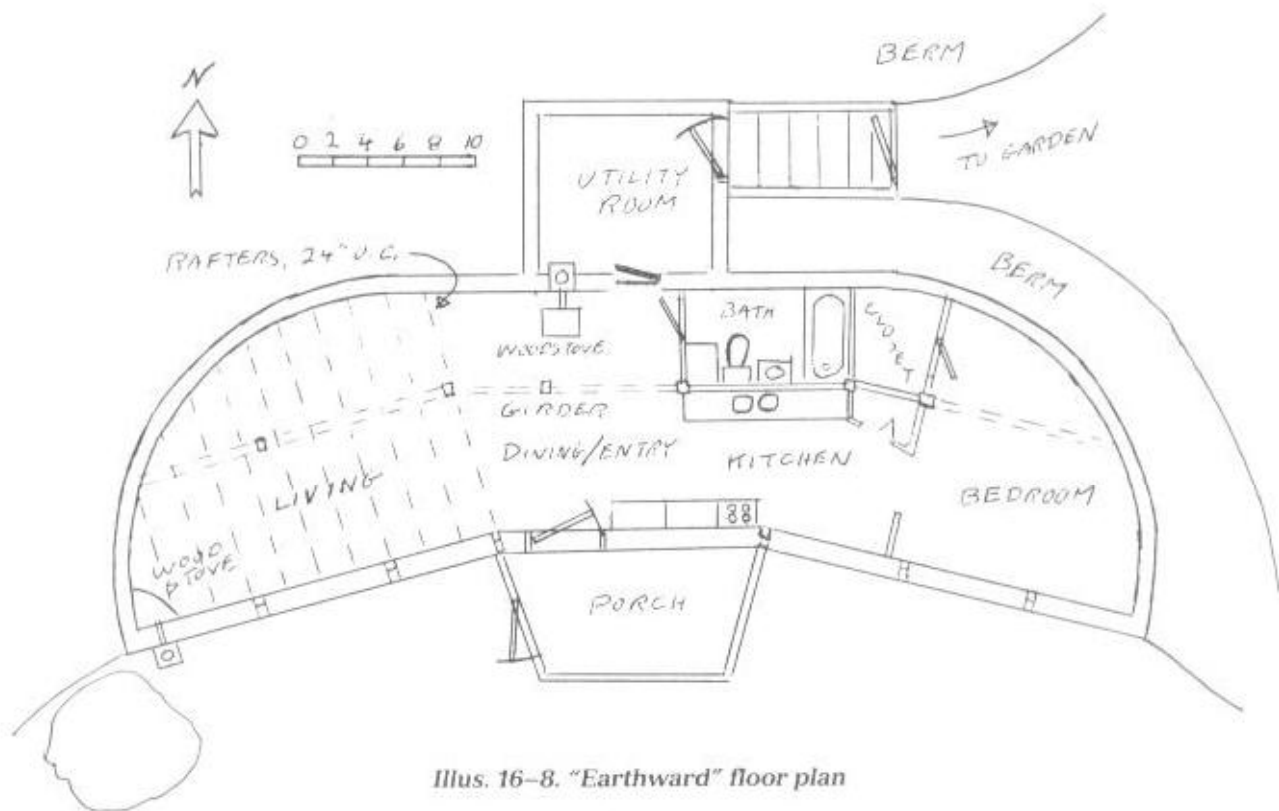 BERM
N
0 2 4 6 8 10
TO GARDEN
UTILITY
ROOM
RAFTERS, 24" O.C.
BERM
BATH
CLOSET
WOODSTOVE
GIRDER
DINING/ENTRY
KITCHEN
LIVING
BEDROOM
WOOD
STOVE
PORCH
Illus. 16–8. "Earthward" floor plan